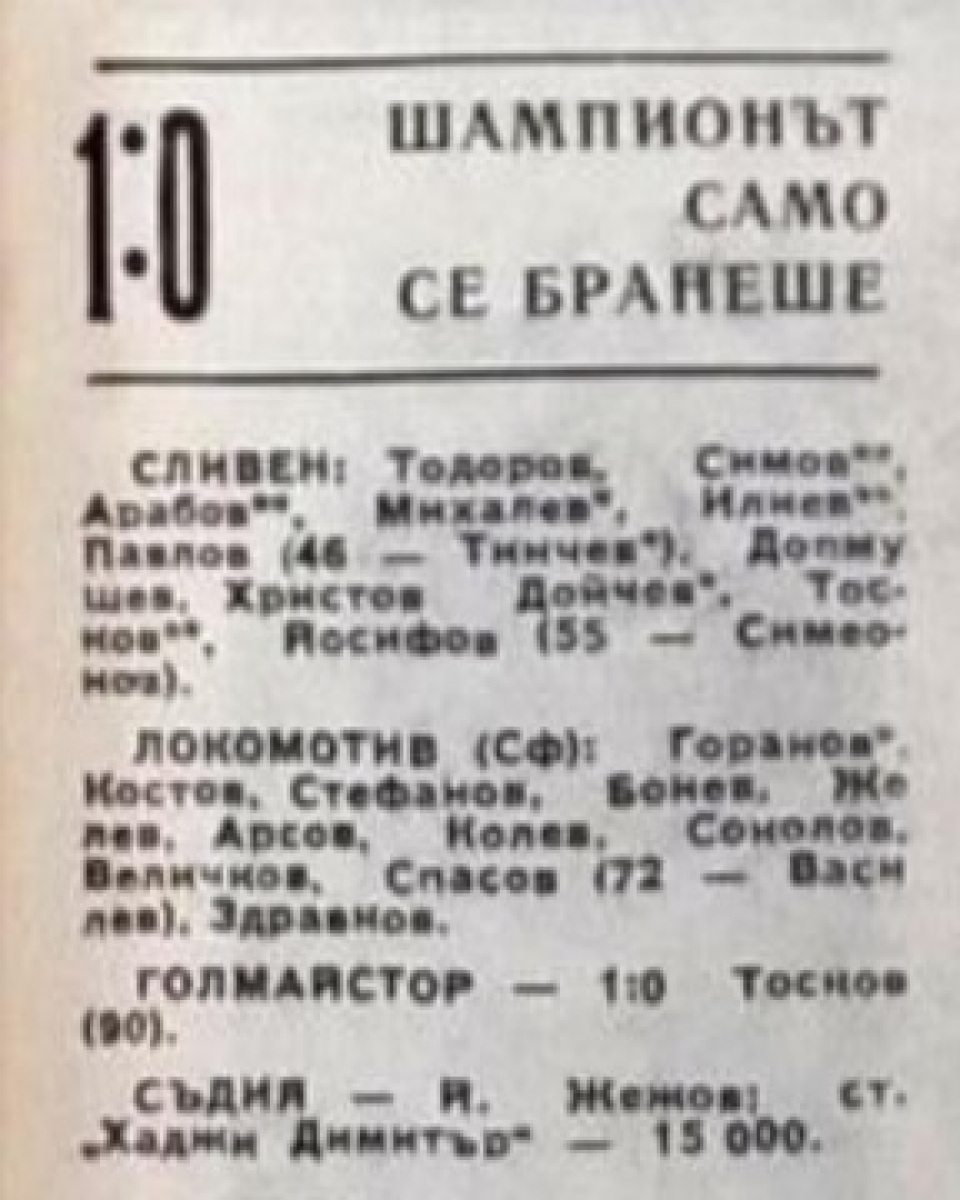 1:0
ШАМПИОНЪТ
САМО
СЕ БРАНЕШЕ
СЛИВЕН: Тодоров, Симов**,
Арабов**, Михалев*, Илиев**,
Павлов (46 — Тинчев*), Допму
шев, Христов Дойчев*, Тос-
нов**, Йосифов (55 — Симео-
нов).
ЛОКОМОТИВ (Сф): Горанов*,
Костов, Стефанов, Бонев, Же
лев, Арсов, Колев, Соколов,
Величков, Спасов (72 — Васи
лев), Здравков.
ГОЛМАЙСТОР — 1:0 Тоснов
(90).
СЪДИЯ — Й. Жежов; ст.
„Хаджи Димитър“ — 15 000.